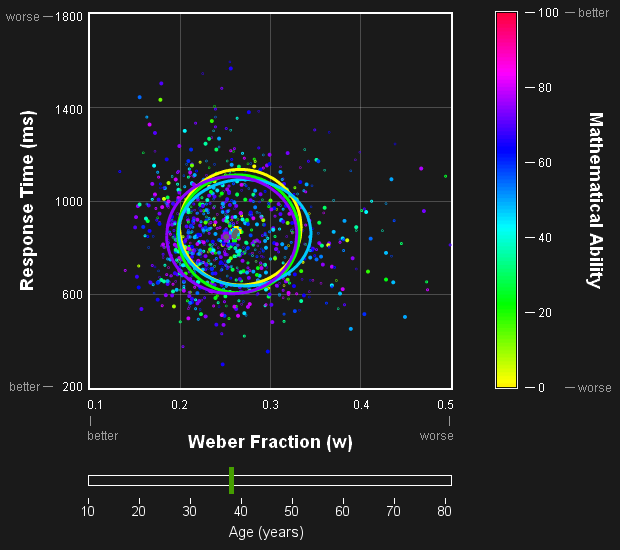 worse — 1800
1400
1000
600
better — 200
Response Time (ms)
0.1 0.2 0.3 0.4 0.5
better worse
Weber Fraction (w)
10 20 30 40 50 60 70 80
Age (years)
100 — better
80
60
40
20
0 — worse
Mathematical Ability